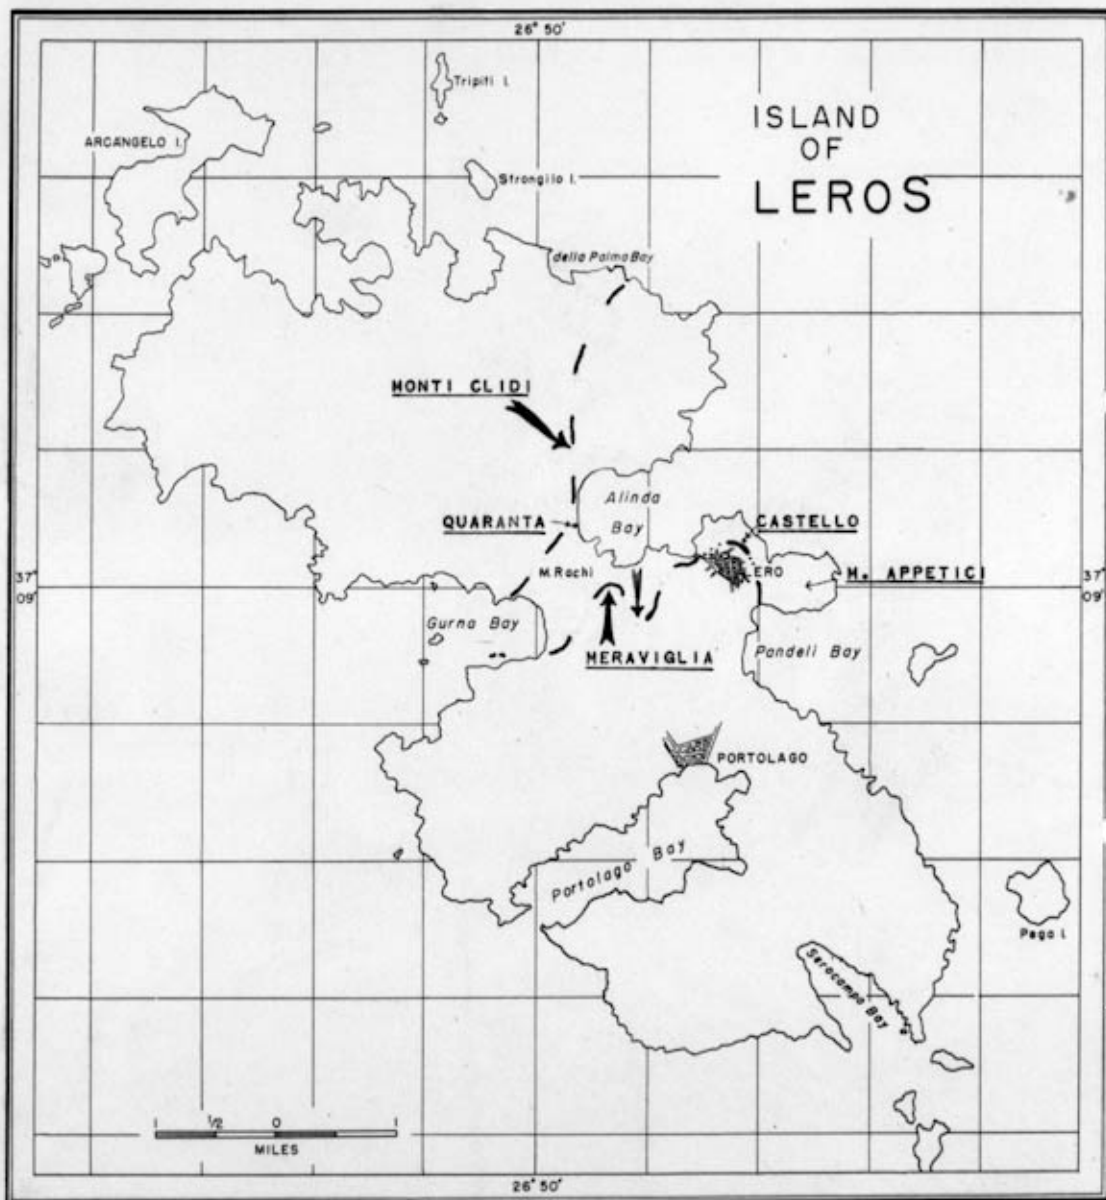 26° 50'
ISLAND
OF
LEROS
Tripiti I.
ARCANGELO I.
Strongilo I.
della Palma Bay
MONTI CLIDI
Alinda
Bay
QUARANTA
CASTELLO
M. Rachi
LERO
M. APPETICI
37°
09'
37°
09'
Gurna Bay
MERAVIGLIA
Pandeli Bay
PORTOLAGO
Portolago Bay
Pega I.
Serocampo Bay
1 ½ 0 1
MILES
26° 50'